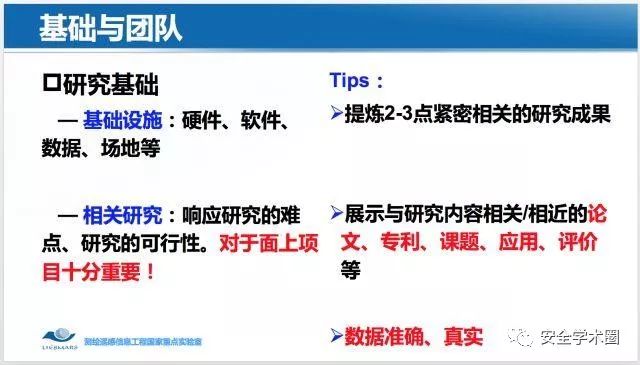 基础与团队
研究基础
— 基础设施：硬件、软件、
数据、场地等
— 相关研究：响应研究的难
点、研究的可行性。对于面上项
目十分重要！
Tips：
提炼2-3点紧密相关的研究成果
展示与研究内容相关/相近的论
文、专利、课题、应用、评价
等
数据准确、真实
LIESMARS
测绘遥感信息工程国家重点实验室
安全学术圈